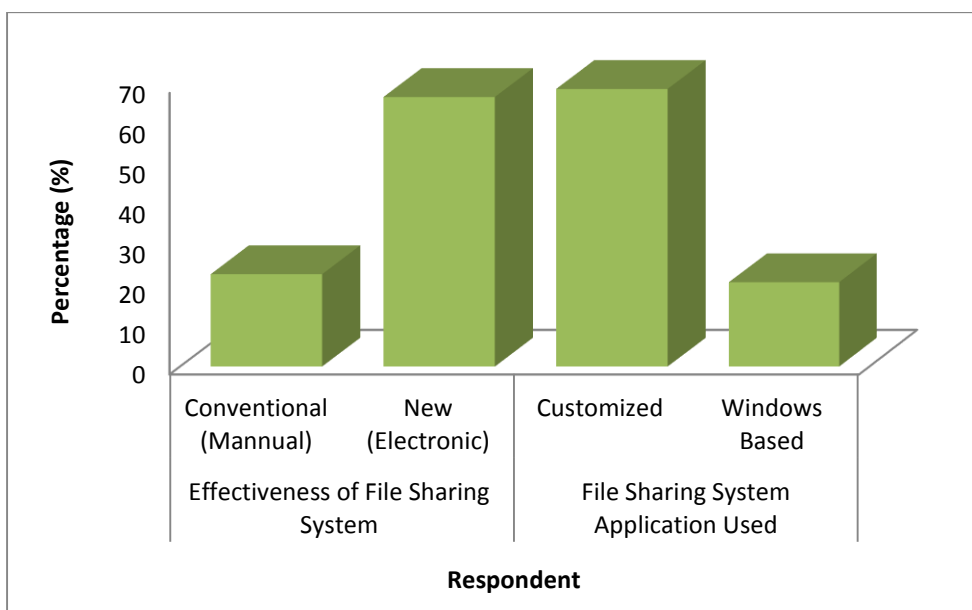 Percentage (%)
70
60
50
40
30
20
10
0
Conventional
(Mannual)
New
(Electronic)
Customized
Windows
Based
Effectiveness of File Sharing
System
File Sharing System
Application Used
Respondent